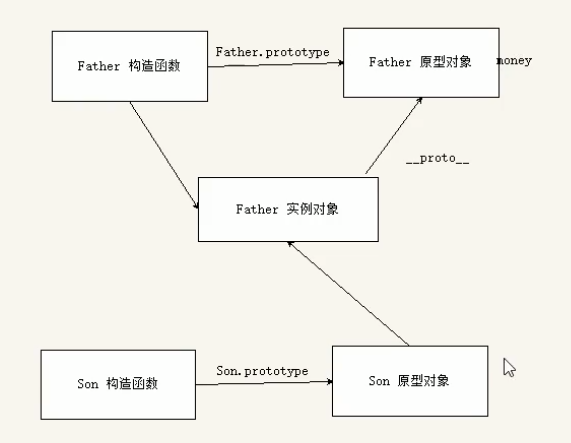 Father.prototype
Father 构造函数
Father 原型对象
money
__proto__
Father 实例对象
Son.prototype
Son 构造函数
Son 原型对象